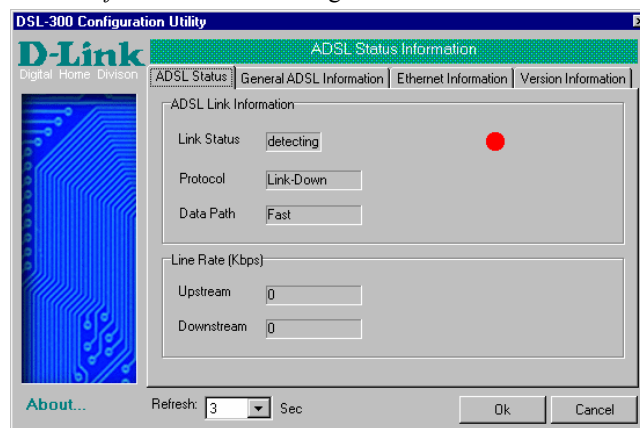 DSL-300 Configuration Utility
D-Link
Digital Home Divison
ADSL Status Information
ADSL Status General ADSL Information Ethernet Information Version Information
ADSL Link Information
Link Status detecting
Protocol Link-Down
Data Path Fast
Line Rate (Kbps)
Upstream 0
Downstream 0
About... Refresh: 3 Sec Ok Cancel